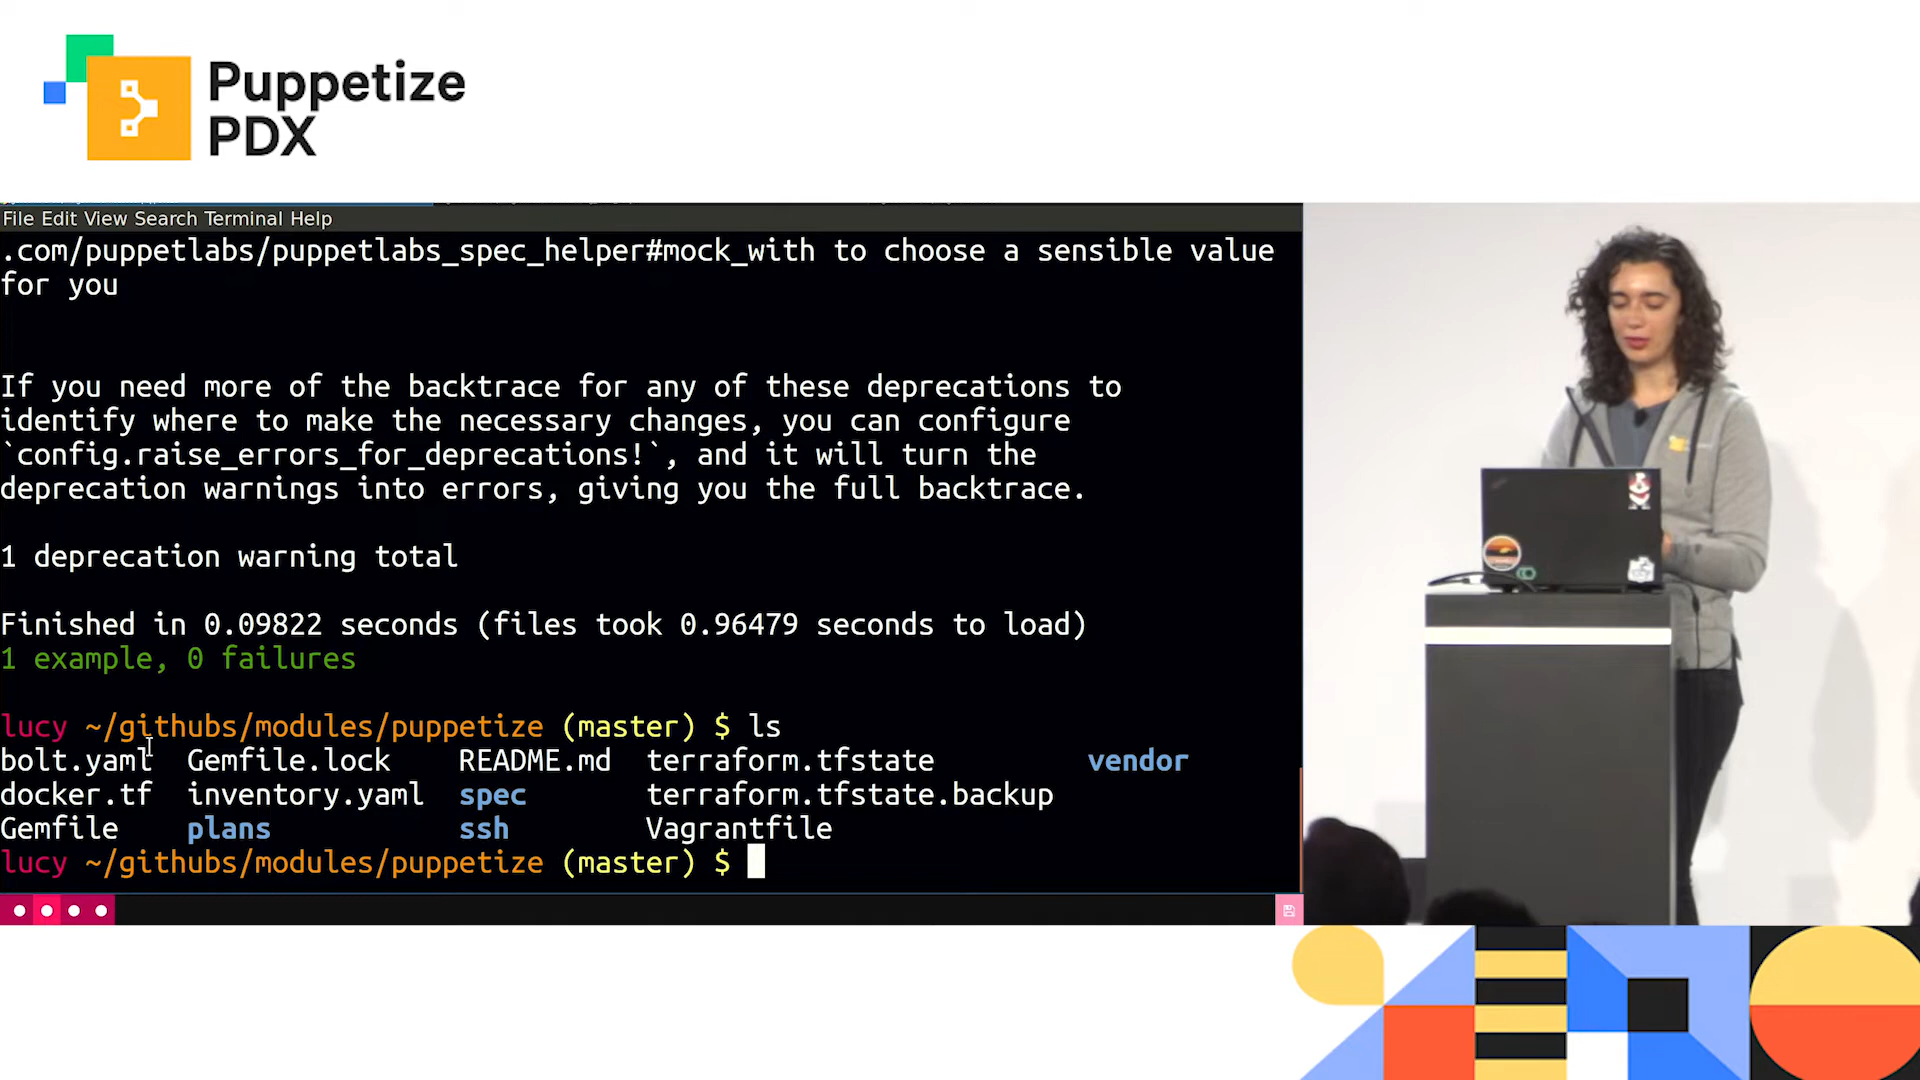 Puppetize
PDX
File Edit View Search Terminal Help
.com/puppetlabs/puppetlabs_spec_helper#mock_with to choose a sensible value
for you
If you need more of the backtrace for any of these deprecations to
identify where to make the necessary changes, you can configure
`config.raise_errors_for_deprecations!`, and it will turn the
deprecation warnings into errors, giving you the full backtrace.
1 deprecation warning total
Finished in 0.09822 seconds (files took 0.96479 seconds to load)
1 example, 0 failures
lucy ~/githubs/modules/puppetize (master) $ ls
bolt.yaml Gemfile.lock README.md terraform.tfstate vendor
docker.tf inventory.yaml spec terraform.tfstate.backup
Gemfile plans ssh Vagrantfile
lucy ~/githubs/modules/puppetize (master) $